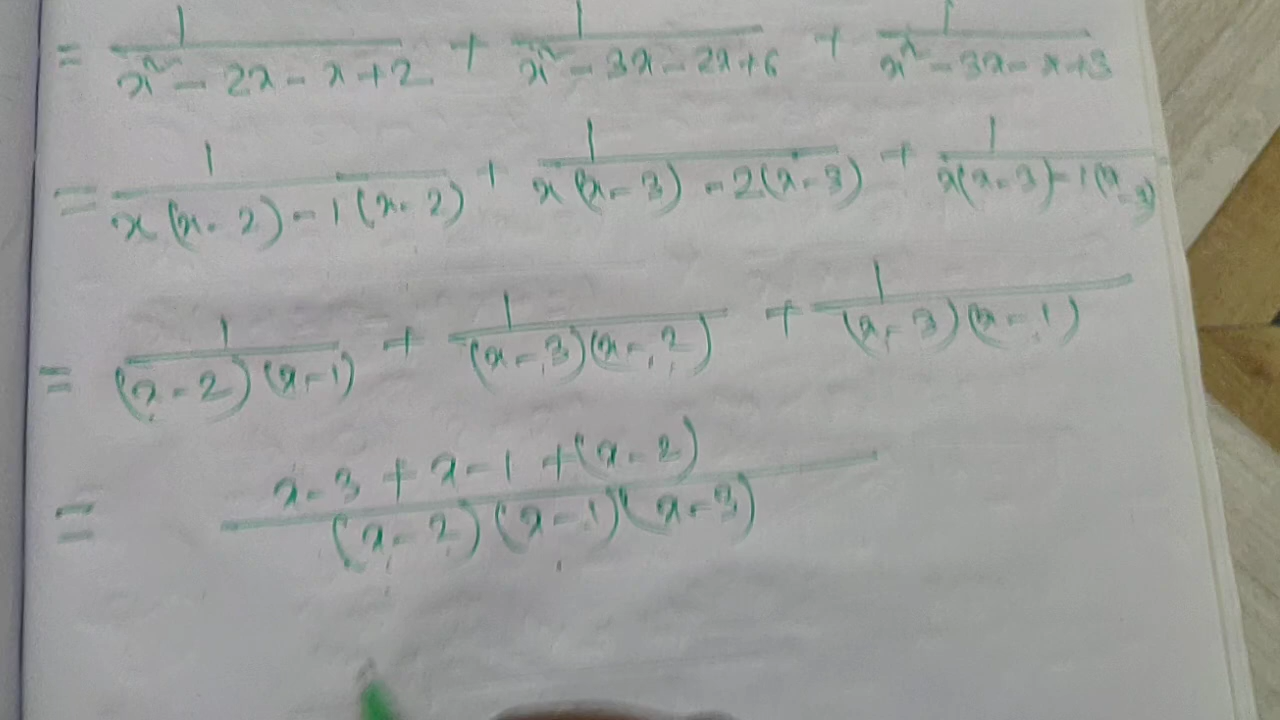 = 1/(x² - 2x - x + 2) + 1/(x² - 3x - 2x + 6) + 1/(x² - 3x - x + 3)
= 1/(x(x - 2) - 1(x - 2)) + 1/(x(x - 3) - 2(x - 3)) + 1/(x(x - 3) - 1(x - 3))
= 1/((x - 2)(x - 1)) + 1/((x - 3)(x - 2)) + 1/((x - 3)(x - 1))
= (x - 3 + x - 1 + (x - 2))/((x - 2)(x - 1)(x - 3))